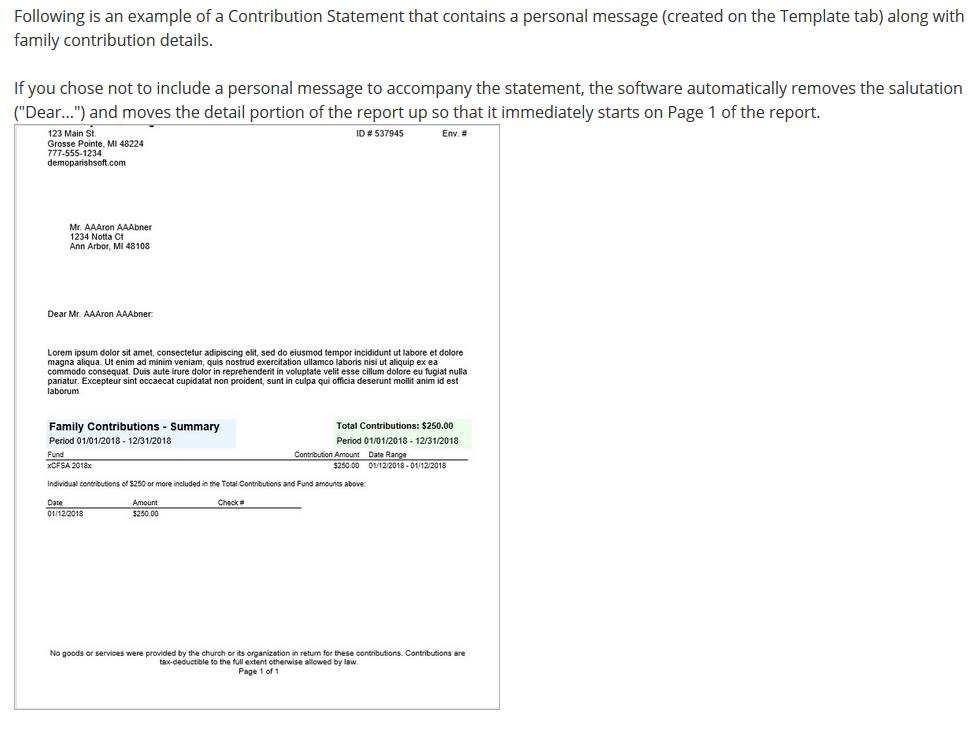 Following is an example of a Contribution Statement that contains a personal message (created on the Template tab) along with
family contribution details.
If you chose not to include a personal message to accompany the statement, the software automatically removes the salutation
("Dear...") and moves the detail portion of the report up so that it immediately starts on Page 1 of the report.
123 Main St. ID # 537945 Env. #
Grosse Pointe, MI 48224
777-555-1234
demoparishsoft.com
Mr. AAAron AAAbner
1234 Notta Ct
Ann Arbor, MI 48108
Dear Mr. AAAron AAAbner:
Lorem ipsum dolor sit amet, consectetur adipiscing elit, sed do eiusmod tempor incididunt ut labore et dolore
magna aliqua. Ut enim ad minim veniam, quis nostrud exercitation ullamco laboris nisi ut aliquip ex ea
commodo consequat. Duis aute irure dolor in reprehenderit in voluptate velit esse cillum dolore eu fugiat nulla
pariatur. Excepteur sint occaecat cupidatat non proident, sunt in culpa qui officia deserunt mollit anim id est
laborum
Family Contributions - Summary Total Contributions: $250.00
Period 01/01/2018 - 12/31/2018 Period 01/01/2018 - 12/31/2018
Fund Contribution Amount Date Range
xCFSA 2018x $250.00 01/12/2018 - 01/12/2018
Individual contributions of $250 or more included in the Total Contributions and Fund amounts above:
Date Amount Check #
01/12/2018 $250.00
No goods or services were provided by the church or its organization in return for these contributions. Contributions are
tax-deductible to the full extent otherwise allowed by law.
Page 1 of 1